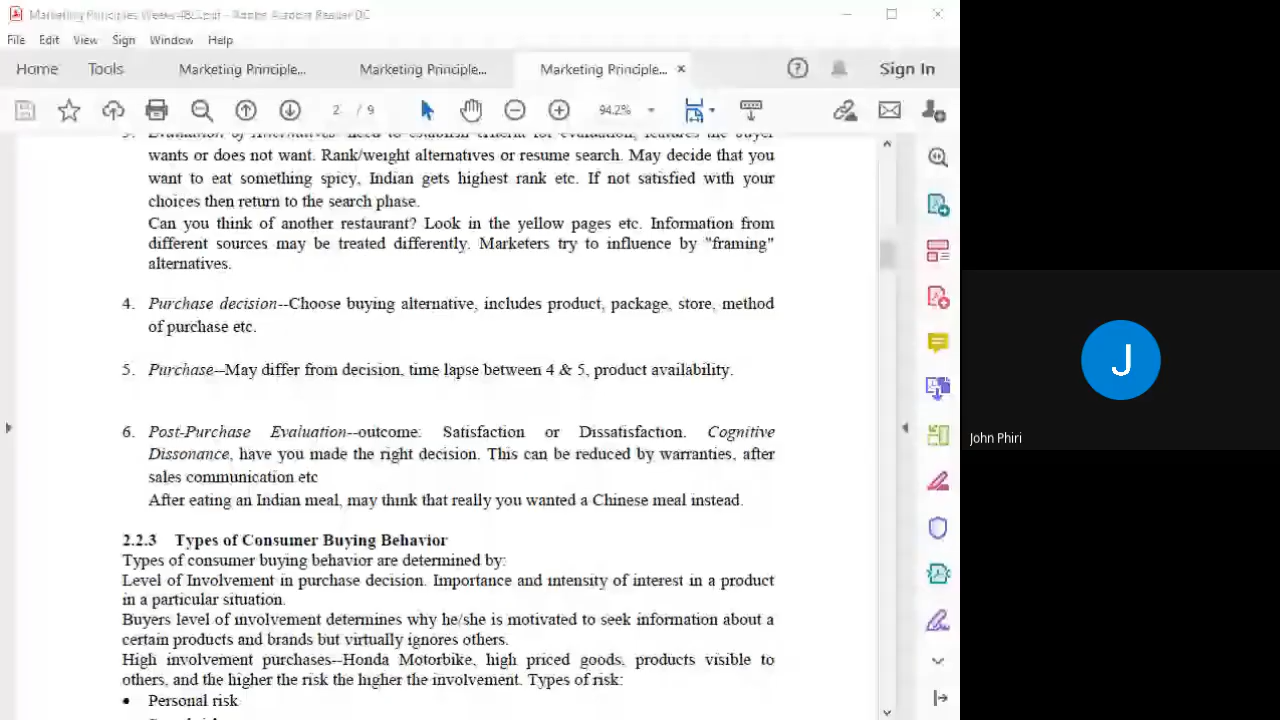 Marketing Principles Weeks 4&5.pdf - Adobe Acrobat Reader DC
File Edit View Sign Window Help
Home Tools Marketing Principle... Marketing Principle... Marketing Principle... × Sign In
2 / 9 94.2%
Evaluation of Alternatives need to establish criteria for evaluation, features the buyer
wants or does not want. Rank/weight alternatives or resume search. May decide that you
want to eat something spicy, Indian gets highest rank etc. If not satisfied with your
choices then return to the search phase.
Can you think of another restaurant? Look in the yellow pages etc. Information from
different sources may be treated differently. Marketers try to influence by "framing"
alternatives.
4. Purchase decision--Choose buying alternative, includes product, package, store, method
of purchase etc.
5. Purchase--May differ from decision, time lapse between 4 & 5, product availability.
6. Post-Purchase Evaluation--outcome: Satisfaction or Dissatisfaction. Cognitive
Dissonance, have you made the right decision. This can be reduced by warranties, after
sales communication etc
After eating an Indian meal, may think that really you wanted a Chinese meal instead.
2.2.3 Types of Consumer Buying Behavior
Types of consumer buying behavior are determined by:
Level of Involvement in purchase decision. Importance and intensity of interest in a product
in a particular situation.
Buyers level of involvement determines why he/she is motivated to seek information about a
certain products and brands but virtually ignores others.
High involvement purchases--Honda Motorbike, high priced goods, products visible to
others, and the higher the risk the higher the involvement. Types of risk:
• Personal risk
J
John Phiri